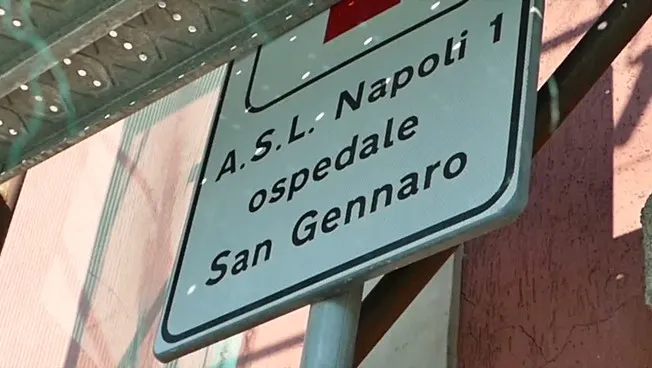 A.S.L. Napoli 1
ospedale
San Gennaro